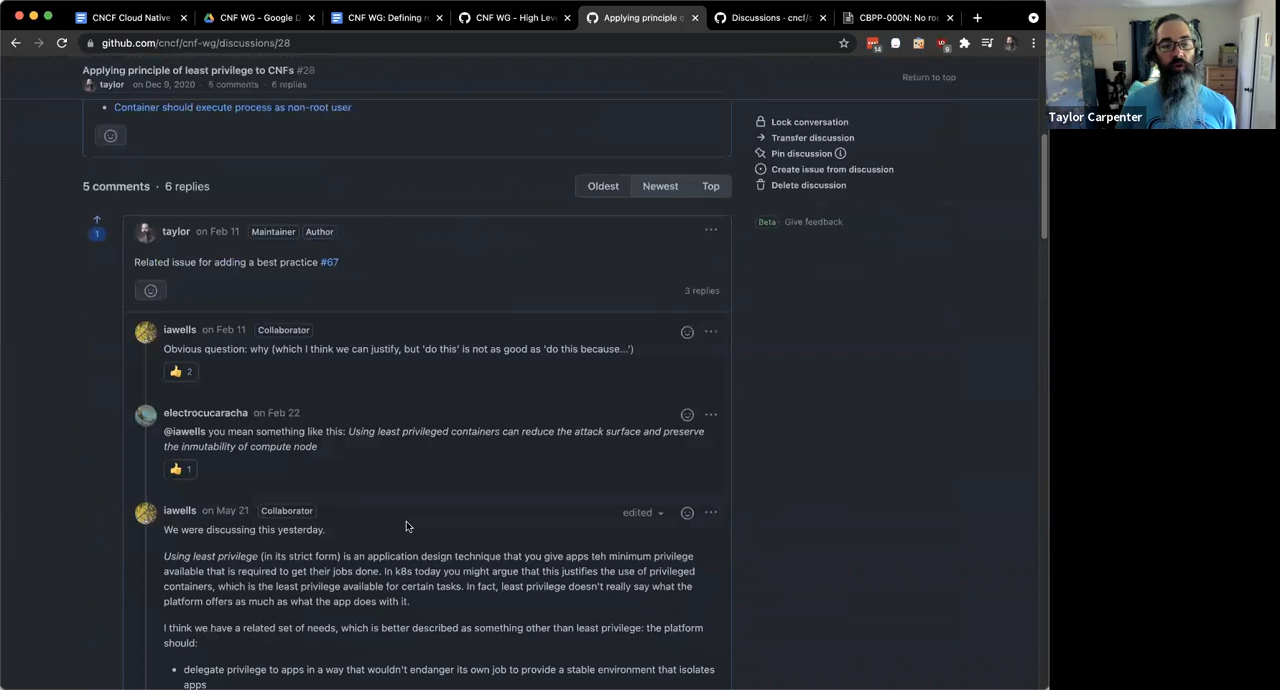 CNCF Cloud Native
CNF WG - Google D
CNF WG: Defining r
CNF WG - High Leve
Applying principle o
Discussions · cncf/c
CBPP-000N: No ro
github.com/cncf/cnf-wg/discussions/28
14
9
Applying principle of least privilege to CNFs #28
taylor on Dec 9, 2020 · 5 comments · 6 replies
Return to top
Container should execute process as non-root user
5 comments · 6 replies
Oldest Newest Top
1
taylor on Feb 11 Maintainer Author
Related issue for adding a best practice #67
3 replies
iawells on Feb 11 Collaborator
Obvious question: why (which I think we can justify, but 'do this' is not as good as 'do this because...')
2
electrocucaracha on Feb 22
@iawells you mean something like this: Using least privileged containers can reduce the attack surface and preserve
the inmutability of compute node
1
iawells on May 21 Collaborator
edited
We were discussing this yesterday.
Using least privilege (in its strict form) is an application design technique that you give apps teh minimum privilege
available that is required to get their jobs done. In k8s today you might argue that this justifies the use of privileged
containers, which is the least privilege available for certain tasks. In fact, least privilege doesn't really say what the
platform offers as much as what the app does with it.
I think we have a related set of needs, which is better described as something other than least privilege: the platform
should:
• delegate privilege to apps in a way that wouldn't endanger its own job to provide a stable environment that isolates
apps
Lock conversation
Transfer discussion
Pin discussion
Create issue from discussion
Delete discussion
Beta · Give feedback
Taylor Carpenter